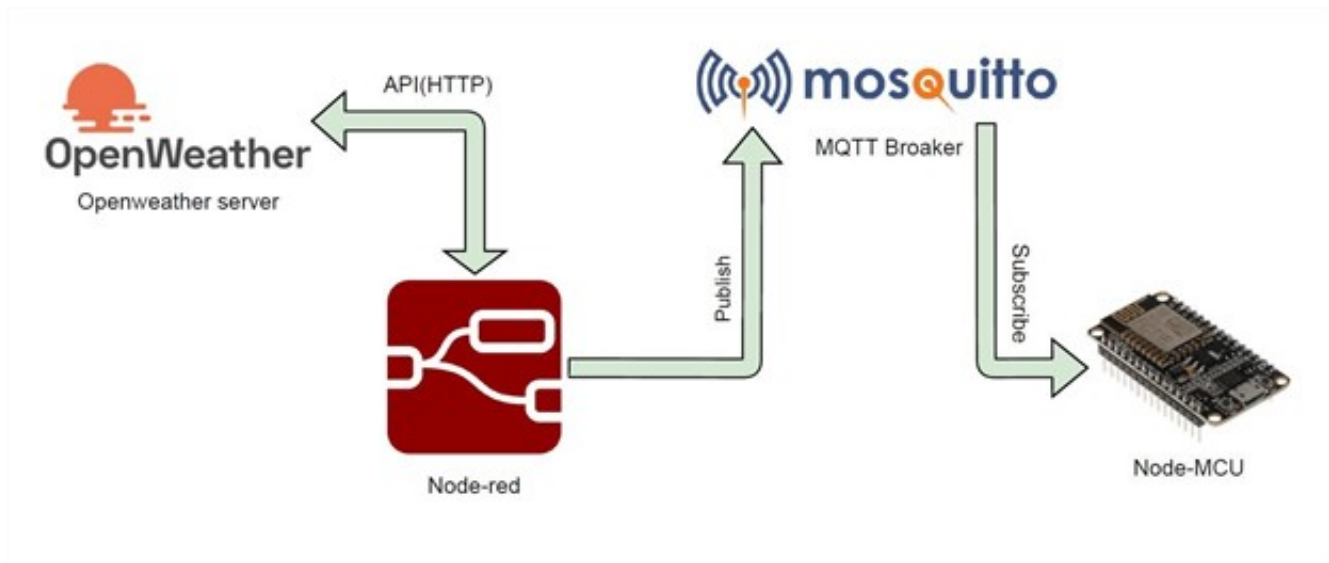 API(HTTP)
mosquitto
OpenWeather
MQTT Broaker
Openweather server
Publish
Subscribe
Node-red
Node-MCU